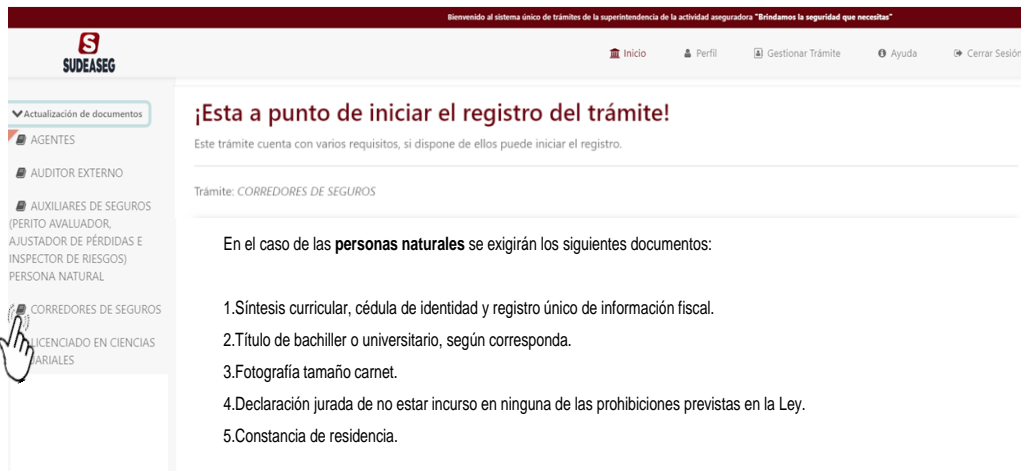 Bienvenido al sistema único de trámites de la superintendencia de la actividad aseguradora "Brindamos la seguridad que necesitas"
S
SUDEASEG
Inicio
Perfil
Gestionar Trámite
Ayuda
Cerrar Sesión
Actualización de documentos
AGENTES
AUDITOR EXTERNO
AUXILIARES DE SEGUROS
(PERITO AVALUADOR,
AJUSTADOR DE PÉRDIDAS E
INSPECTOR DE RIESGOS)
PERSONA NATURAL
CORREDORES DE SEGUROS
LICENCIADO EN CIENCIAS
¡Esta a punto de iniciar el registro del trámite!
Este trámite cuenta con varios requisitos, si dispone de ellos puede iniciar el registro.
Trámite: CORREDORES DE SEGUROS
En el caso de las personas naturales se exigirán los siguientes documentos:
1.Síntesis curricular, cédula de identidad y registro único de información fiscal.
2.Título de bachiller o universitario, según corresponda.
3.Fotografía tamaño carnet.
4.Declaración jurada de no estar incurso en ninguna de las prohibiciones previstas en la Ley.
5.Constancia de residencia.